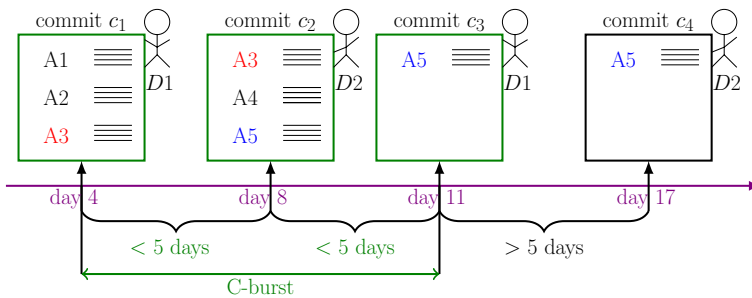 commit c₁ commit c₂ commit c₃ commit c₄
A1 A3 A5 A5
D1 D2 D1 D2
A2 A4
A3 A5
day 4 day 8 day 11 day 17
< 5 days < 5 days > 5 days
C-burst